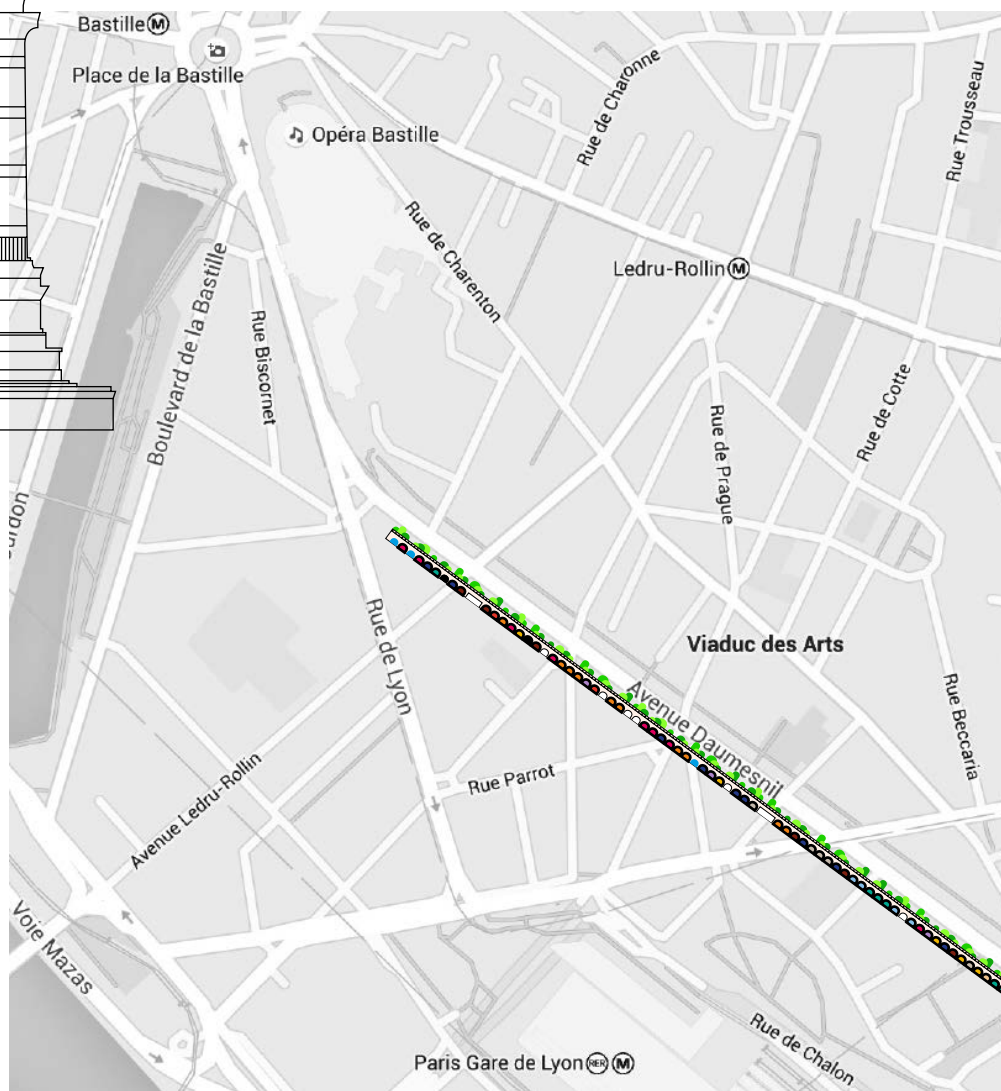 Bastille M
Place de la Bastille
Opéra Bastille
Rue de Charonne
Rue Trousseau
Rue de Charenton
Ledru-Rollin M
Boulevard de la Bastille
Rue Biscornet
Rue de Cotte
Rue de Prague
Rue de Lyon
Viaduc des Arts
Avenue Daumesnil
Rue Beccaria
Rue Parrot
Avenue Ledru-Rollin
Voie Mazas
Rue de Chalon
Paris Gare de Lyon RER M